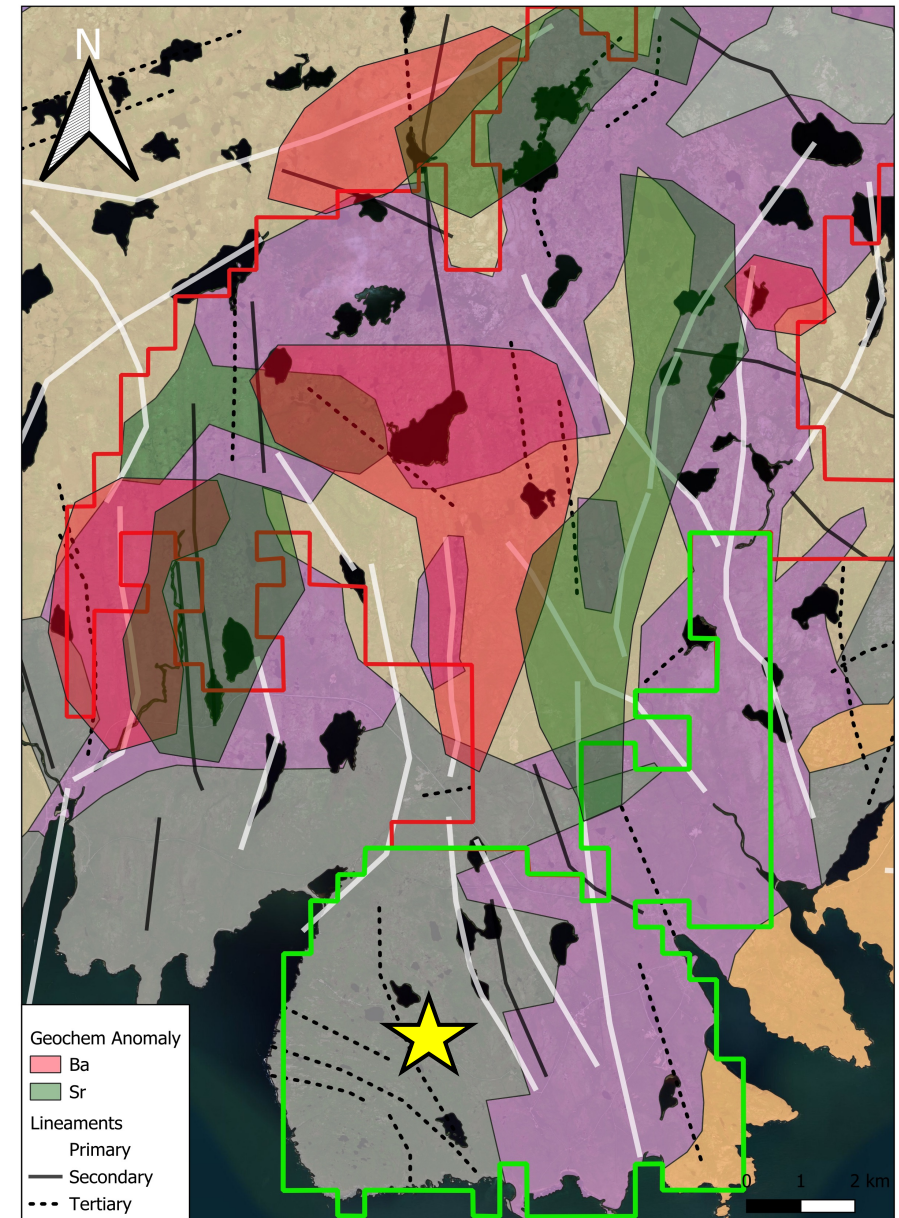 N
Geochem Anomaly
Ba
Sr
Lineaments
Primary
Secondary
Tertiary
0 1 2 km